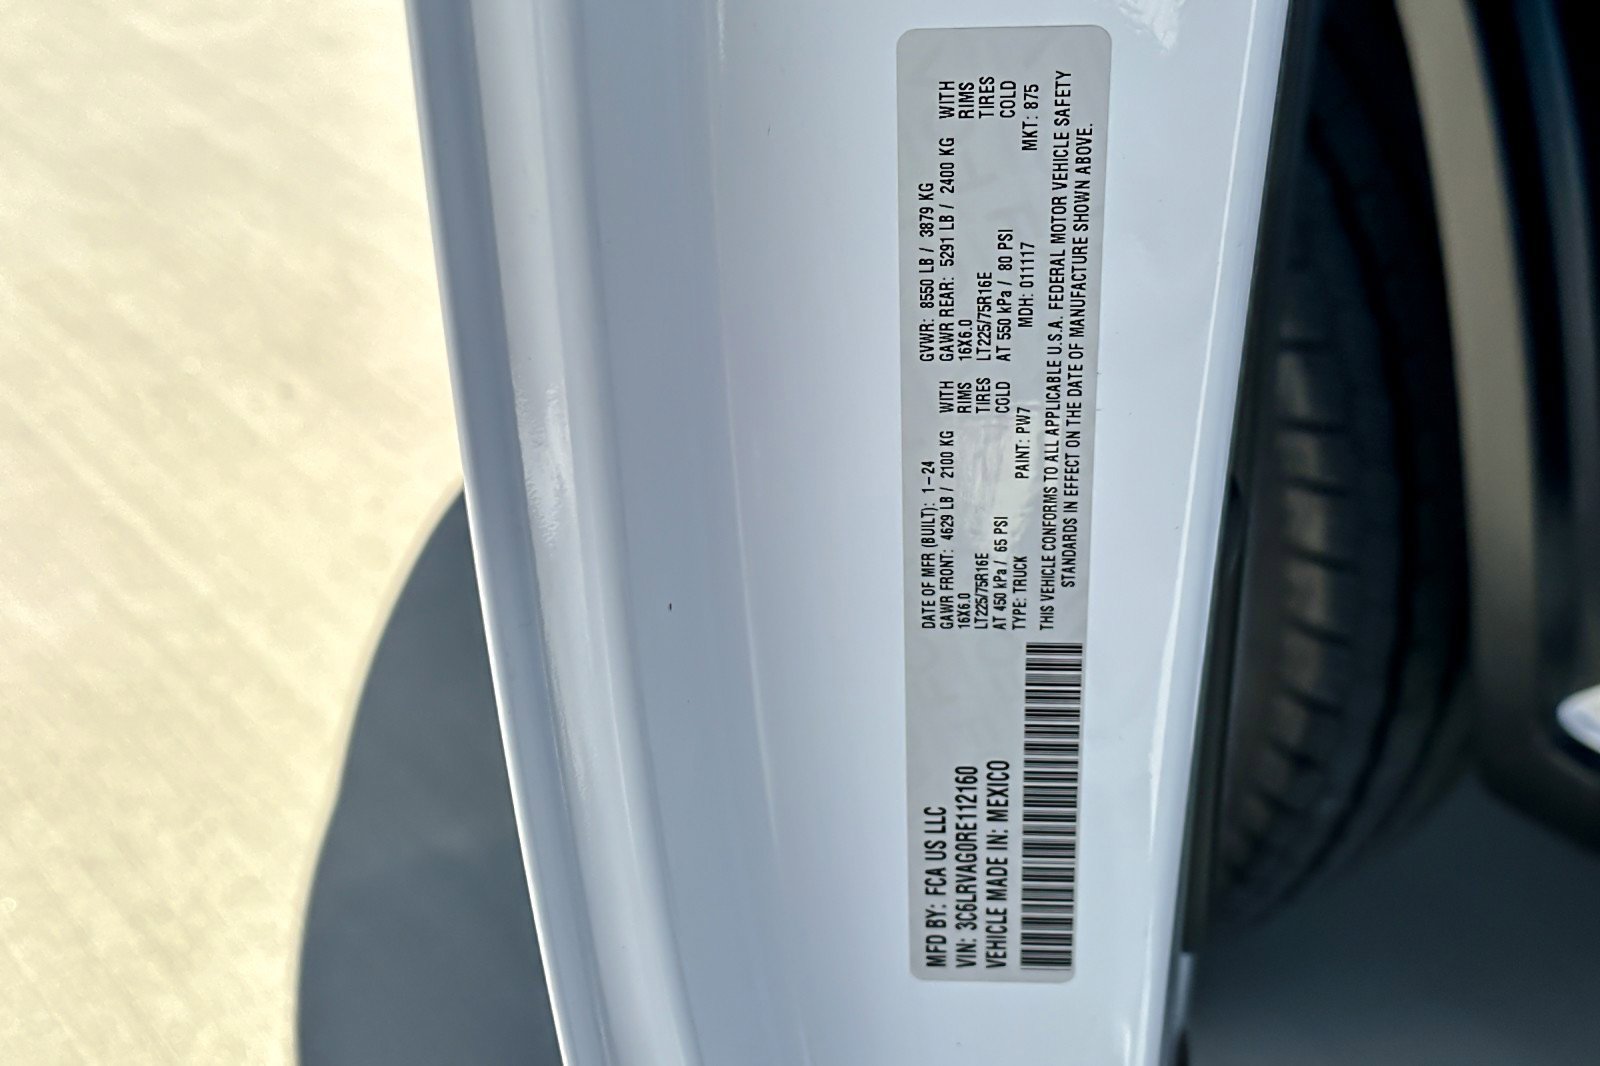 MFD BY: FCA US LLC
VIN: 3C6LRVAG0RE112160
VEHICLE MADE IN: MEXICO
DATE OF MFR (BUILT): 1-24 GVWR: 8550 LB / 3879 KG
GAWR FRONT: 4629 LB / 2100 KG WITH GAWR REAR: 5291 LB / 2400 KG WITH
16X6.0 RIMS 16X6.0 RIMS
LT225/75R16E TIRES LT225/75R16E TIRES
AT 450 kPa / 65 PSI COLD AT 550 kPa / 80 PSI COLD
TYPE: TRUCK PAINT: PW7 MDH: 011117 MKT: 875
THIS VEHICLE CONFORMS TO ALL APPLICABLE U.S.A. FEDERAL MOTOR VEHICLE SAFETY
STANDARDS IN EFFECT ON THE DATE OF MANUFACTURE SHOWN ABOVE.